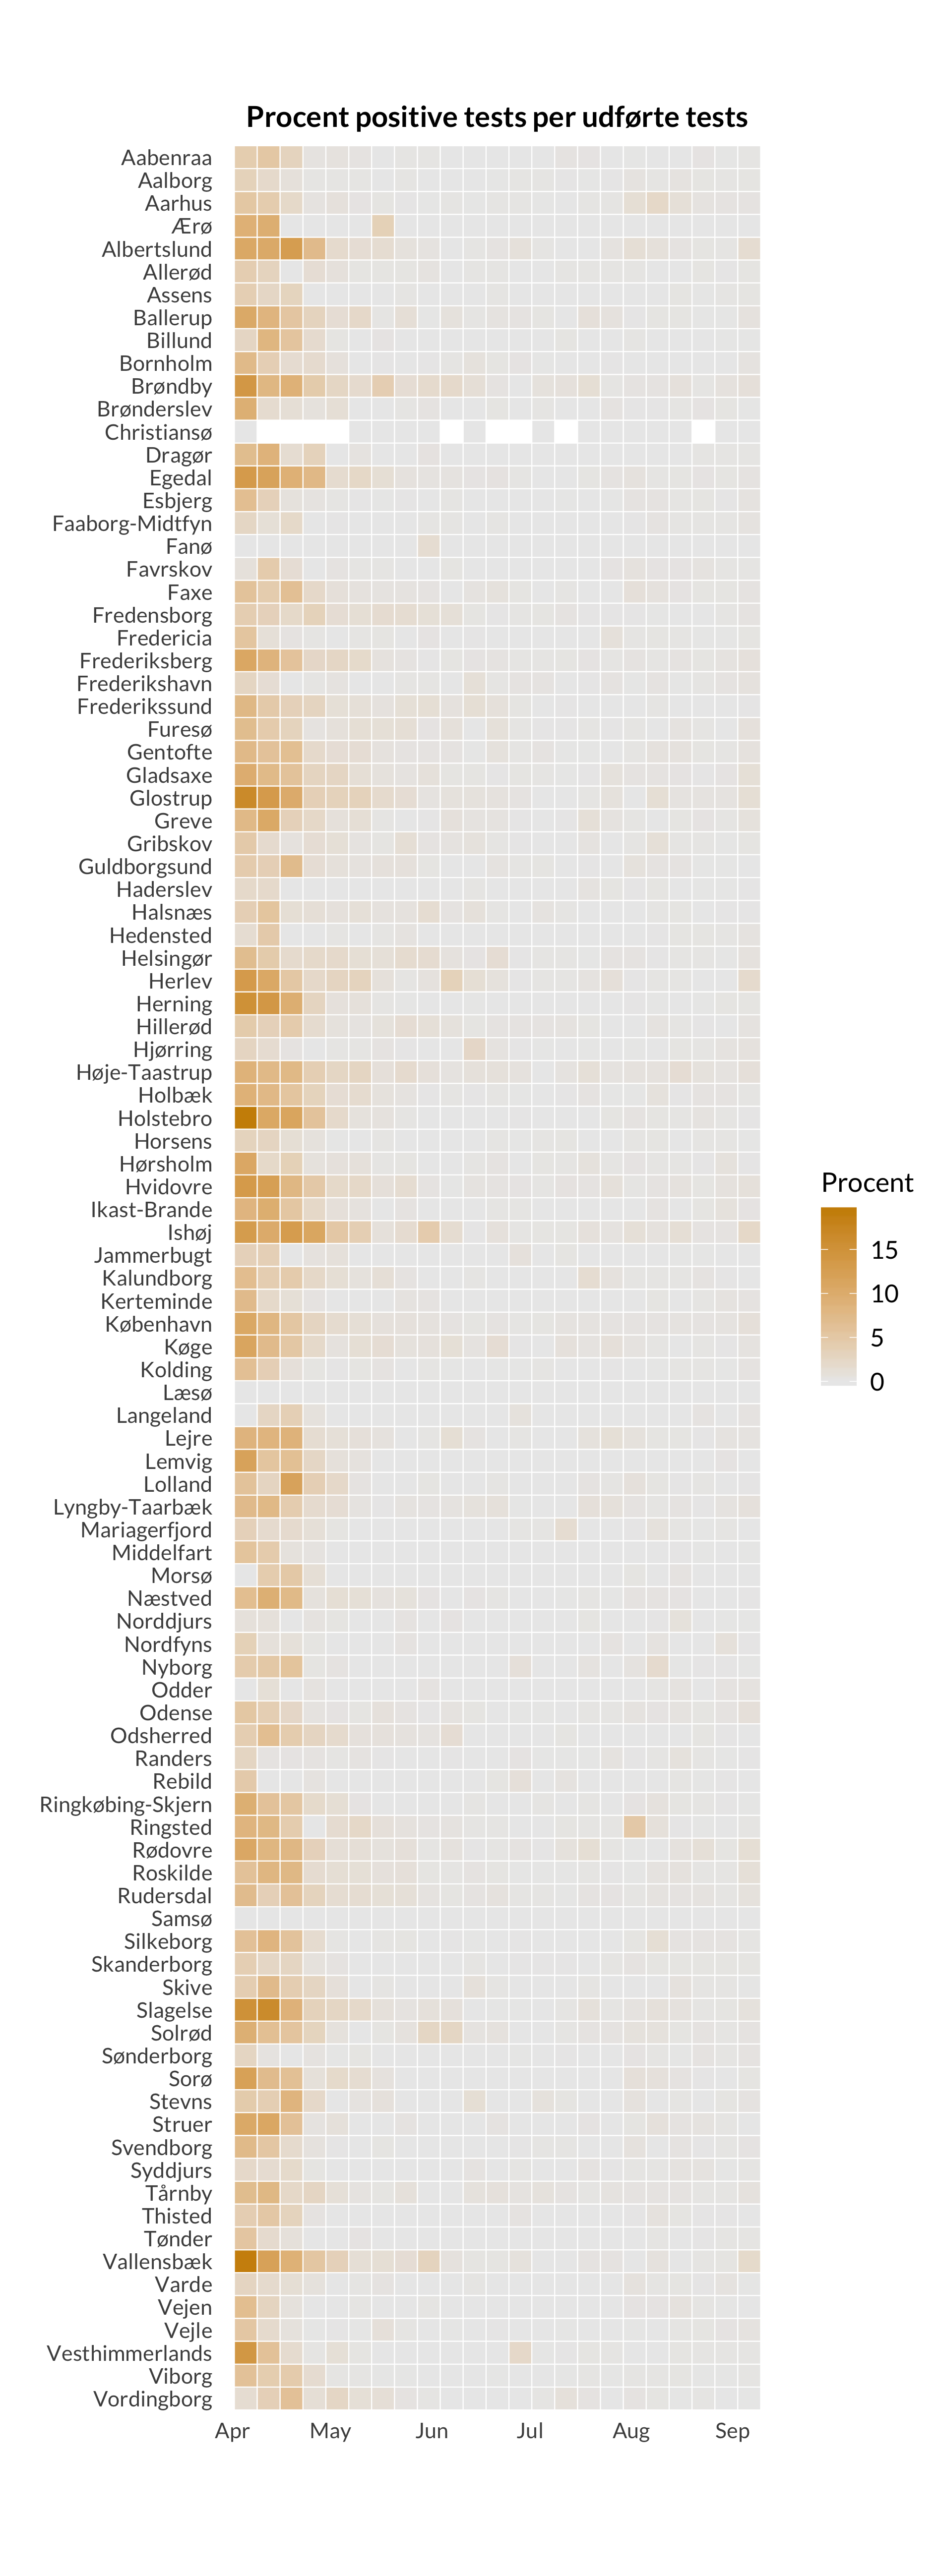 Procent positive tests per udførte tests
Aabenraa
Aalborg
Aarhus
Ærø
Albertslund
Allerød
Assens
Ballerup
Billund
Bornholm
Brøndby
Brønderslev
Christiansø
Dragør
Egedal
Esbjerg
Faaborg-Midtfyn
Fanø
Favrskov
Faxe
Fredensborg
Fredericia
Frederiksberg
Frederikshavn
Frederikssund
Furesø
Gentofte
Gladsaxe
Glostrup
Greve
Gribskov
Guldborgsund
Haderslev
Halsnæs
Hedensted
Helsingør
Herlev
Herning
Hillerød
Hjørring
Høje-Taastrup
Holbæk
Holstebro
Horsens
Hørsholm
Hvidovre
Ikast-Brande
Ishøj
Jammerbugt
Kalundborg
Kerteminde
København
Køge
Kolding
Læsø
Langeland
Lejre
Lemvig
Lolland
Lyngby-Taarbæk
Mariagerfjord
Middelfart
Morsø
Næstved
Norddjurs
Nordfyns
Nyborg
Odder
Odense
Odsherred
Randers
Rebild
Ringkøbing-Skjern
Ringsted
Rødovre
Roskilde
Rudersdal
Samsø
Silkeborg
Skanderborg
Skive
Slagelse
Solrød
Sønderborg
Sorø
Stevns
Struer
Svendborg
Syddjurs
Tårnby
Thisted
Tønder
Vallensbæk
Varde
Vejen
Vejle
Vesthimmerlands
Viborg
Vordingborg
Apr May Jun Jul Aug Sep
Procent
15
10
5
0